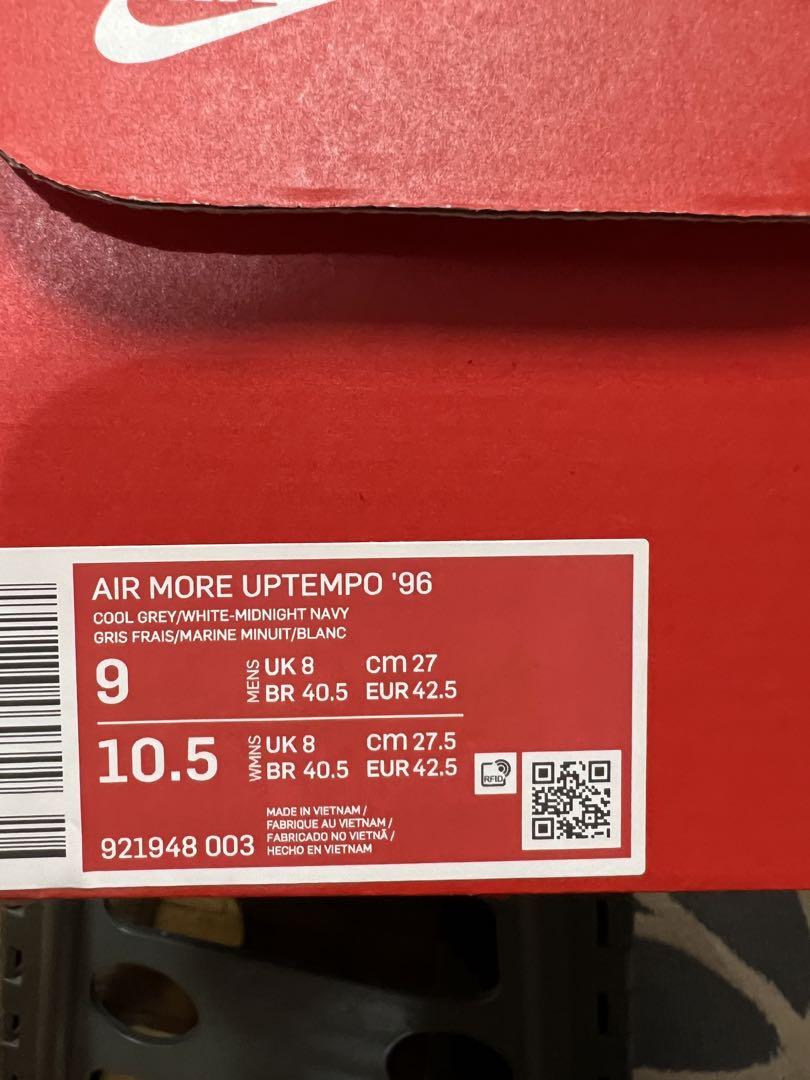 AIR MORE UPTEMPO '96
COOL GREY/WHITE-MIDNIGHT NAVY
GRIS FRAIS/MARINE MINUIT/BLANC
9 MENS UK 8 cm 27
BR 40.5 EUR 42.5
10.5 WMNS UK 8 cm 27.5
BR 40.5 EUR 42.5
RFID
MADE IN VIETNAM /
FABRIQUE AU VIETNAM /
FABRICADO NO VIETNÃ /
HECHO EN VIETNAM
921948 003